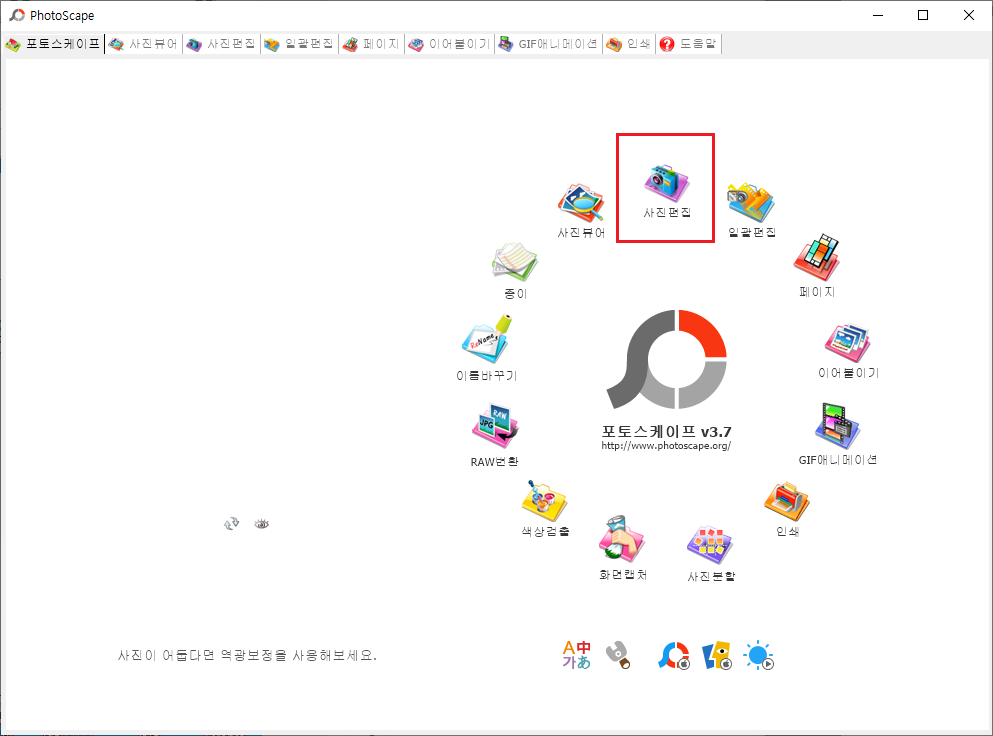 PhotoScape
포토스케이프 사진뷰어 사진편집 일괄편집 페이지 이어붙이기 GIF애니메이션 인쇄 도움말
사진편집
사진뷰어
일괄편집
종이
페이지
ReName
이름바꾸기
이어붙이기
RAW
JPG
RAW변환
GIF애니메이션
포토스케이프 v3.7
http://www.photoscape.org/
색상검출
인쇄
화면캡처
사진분할
사진이 어둡다면 역광보정을 사용해보세요.
A中
가あ